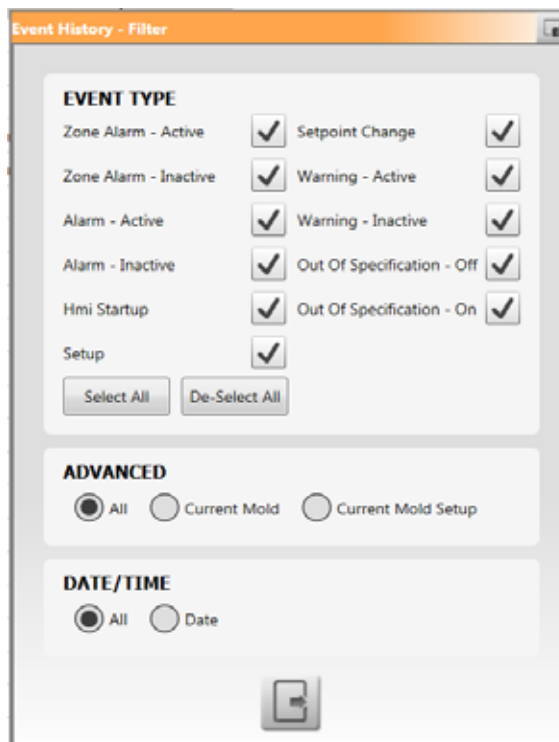 Event History - Filter
EVENT TYPE
Zone Alarm - Active Setpoint Change
Zone Alarm - Inactive Warning - Active
Alarm - Active Warning - Inactive
Alarm - Inactive Out Of Specification - Off
Hmi Startup Out Of Specification - On
Setup
Select All De-Select All
ADVANCED
All Current Mold Current Mold Setup
DATE/TIME
All Date